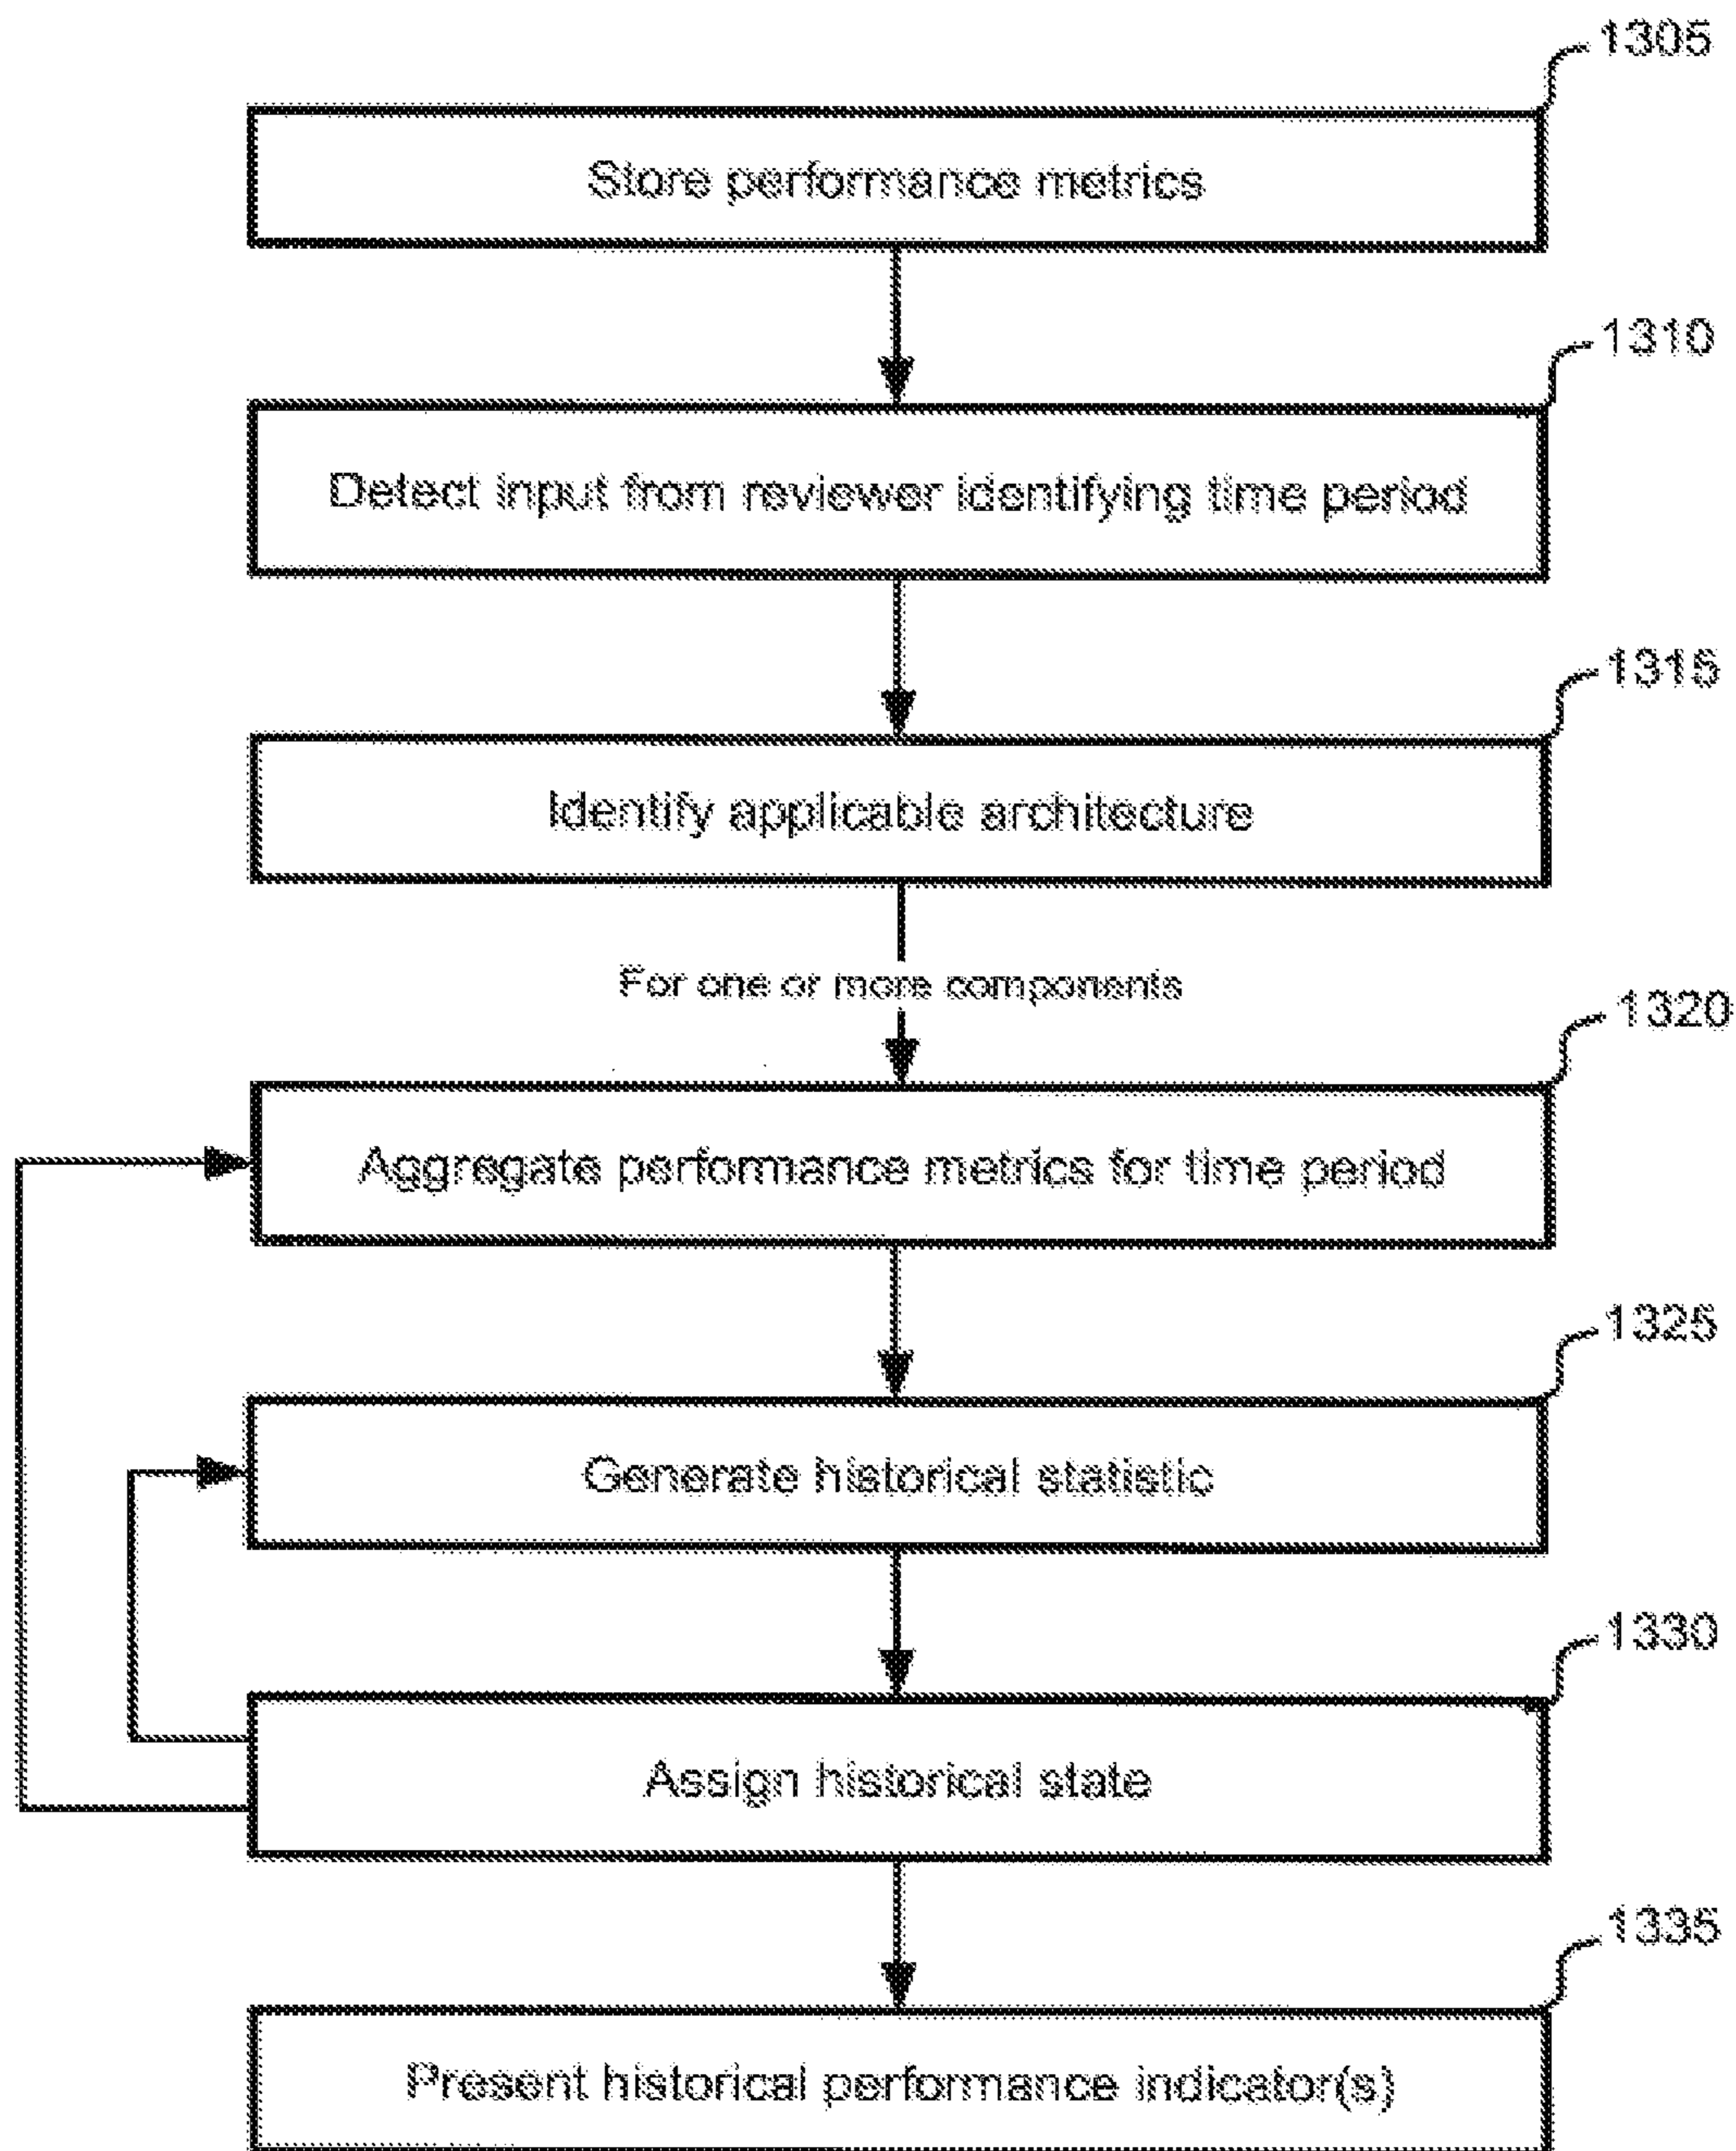 1305
Store performance metrics
1310
Detect input from reviewer identifying time period
1315
Identify applicable architecture
For one or more components
1320
Aggregate performance metrics for time period
1325
Generate historical statistic
1330
Assign historical state
1335
Present historical performance indicator(s)